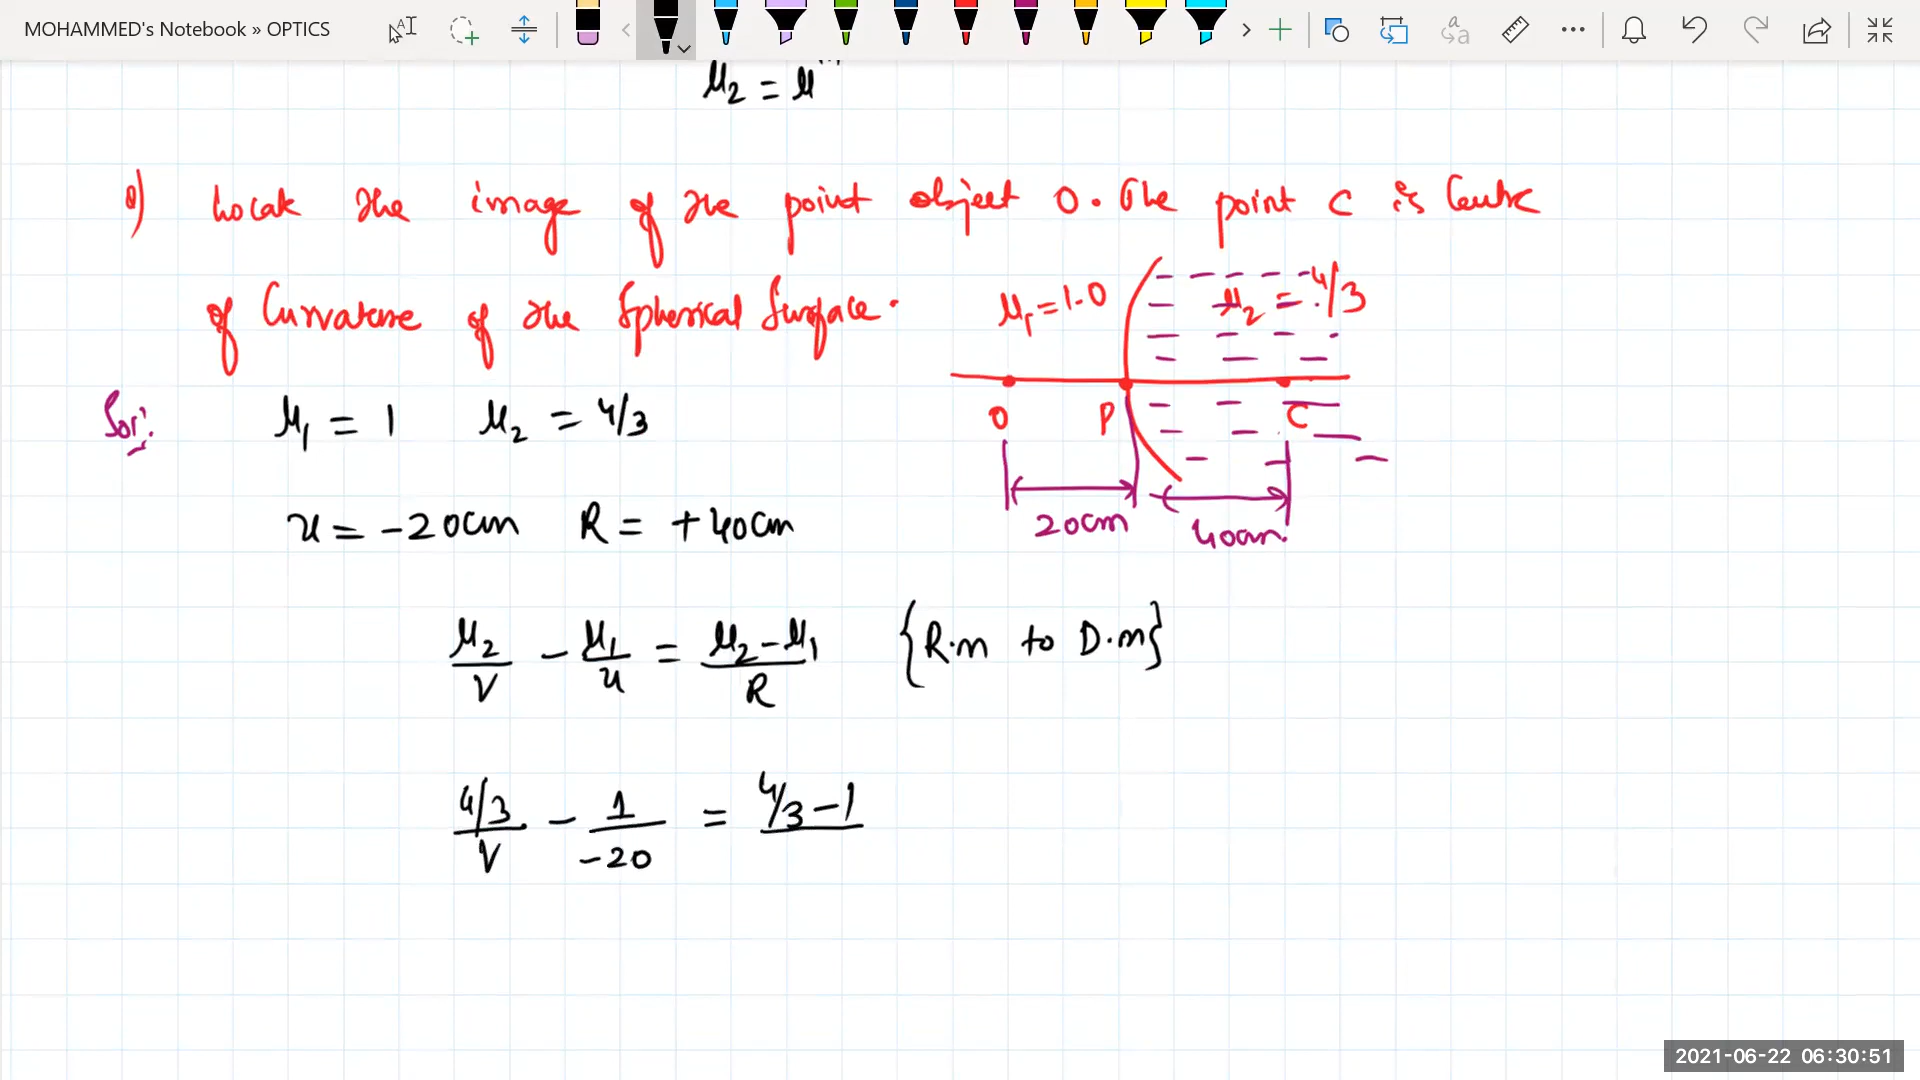 MOHAMMED's Notebook » OPTICS
μ₂ = μ
Q) Locate the image of the point object O. The point C is Centre
of Curvature of the Spherical Surface.
μ₁ = 1.0
μ₂ = 4/3
O P C
20cm 40cm.
Sol:
μ₁ = 1 μ₂ = 4/3
u = -20cm R = +40cm
μ₂/V - μ₁/u = μ₂-μ₁/R {R.m to D.m}
4/3/V - 1/-20 = 4/3-1
2021-06-22 06:30:51